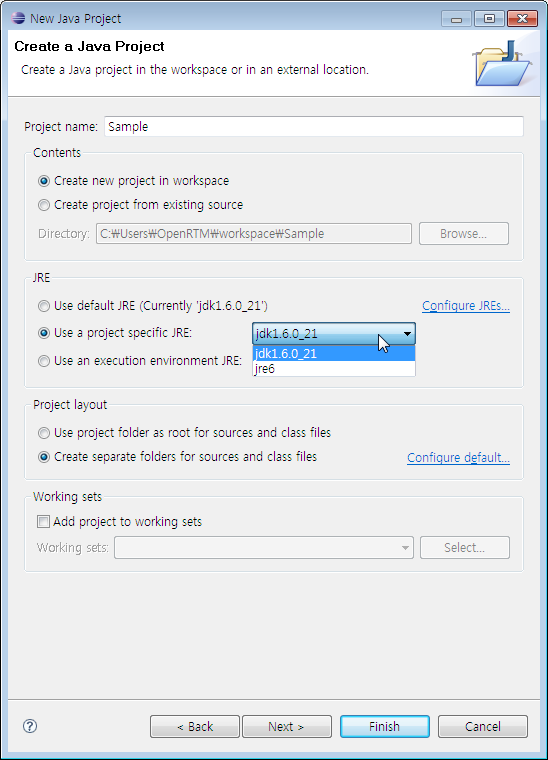 New Java Project
Create a Java Project
Create a Java project in the workspace or in an external location.
Project name: Sample
Contents
Create new project in workspace
Create project from existing source
Directory: C:₩Users₩OpenRTM₩workspace₩Sample Browse...
JRE
Use default JRE (Currently 'jdk1.6.0_21') Configure JREs...
Use a project specific JRE: jdk1.6.0_21
jdk1.6.0_21
Use an execution environment JRE:
jre6
Project layout
Use project folder as root for sources and class files
Create separate folders for sources and class files Configure default...
Working sets
Add project to working sets
Working sets: Select...
? < Back Next > Finish Cancel